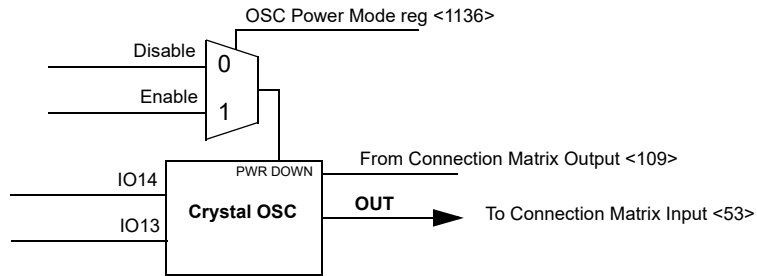 OSC Power Mode reg <1136>
Disable
0
Enable
1
PWR DOWN
From Connection Matrix Output <109>
IO14
Crystal OSC
OUT
To Connection Matrix Input <53>
IO13